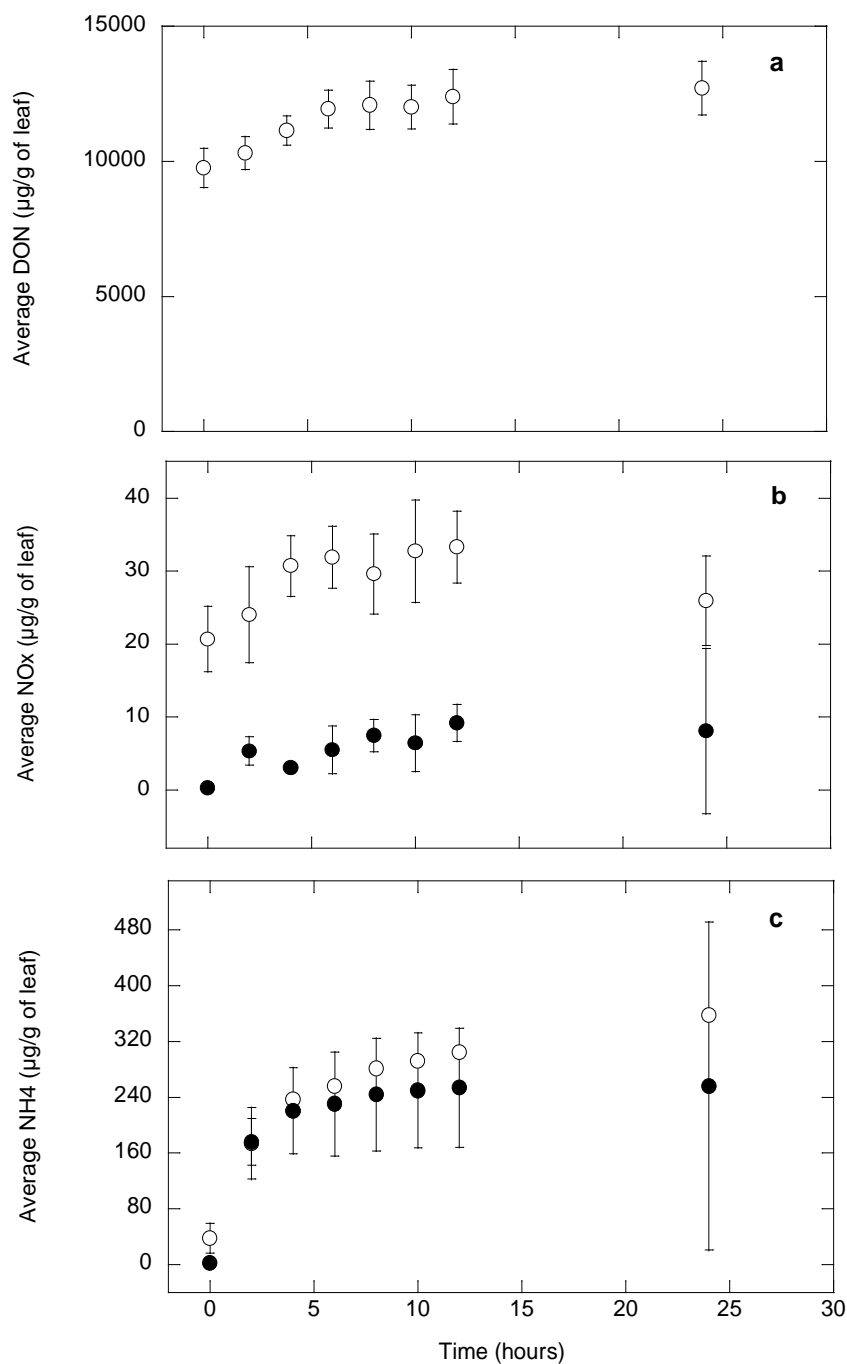 15000
a
10000
5000
0
Average DON (µg/g of leaf)
40
b
30
20
10
0
Average NOx (µg/g of leaf)
480
c
400
320
240
160
80
0
Average NH4 (µg/g of leaf)
0 5 10 15 20 25 30
Time (hours)